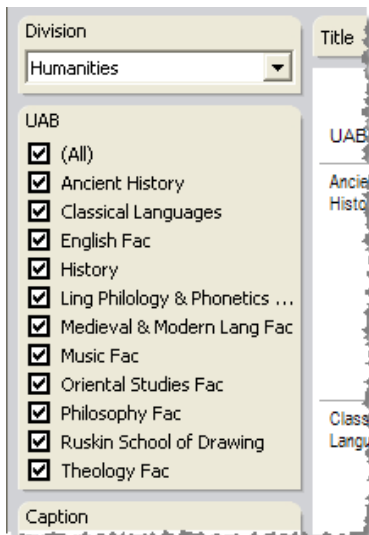 Division
Humanities
Title
UAB
(All)
Ancient History
Classical Languages
English Fac
History
Ling Philology & Phonetics ...
Medieval & Modern Lang Fac
Music Fac
Oriental Studies Fac
Philosophy Fac
Ruskin School of Drawing
Theology Fac
Caption
UAB